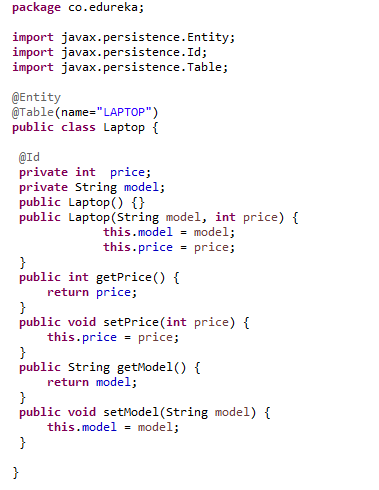 package co.edureka;
import javax.persistence.Entity;
import javax.persistence.Id;
import javax.persistence.Table;
@Entity
@Table(name="LAPTOP")
public class Laptop {
@Id
private int  price;
private String model;
public Laptop() {}
public Laptop(String model, int price) {
this.model = model;
this.price = price;
}
public int getPrice() {
return price;
}
public void setPrice(int price) {
this.price = price;
}
public String getModel() {
return model;
}
public void setModel(String model) {
this.model = model;
}
}